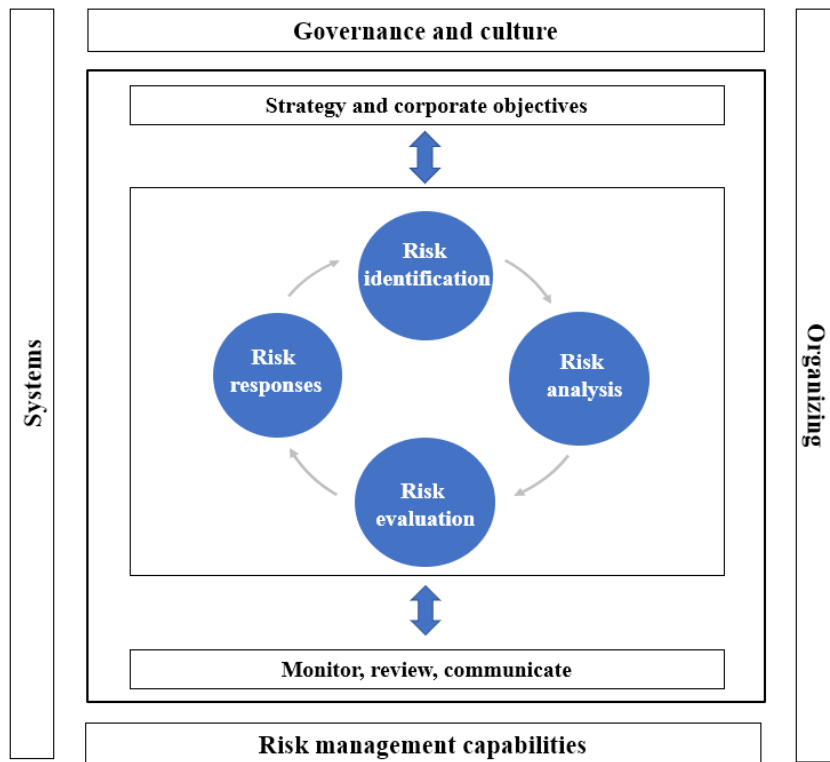 Governance and culture
Strategy and corporate objectives
Systems
Organizing
Risk
identification
Risk
responses
Risk
analysis
Risk
evaluation
Monitor, review, communicate
Risk management capabilities